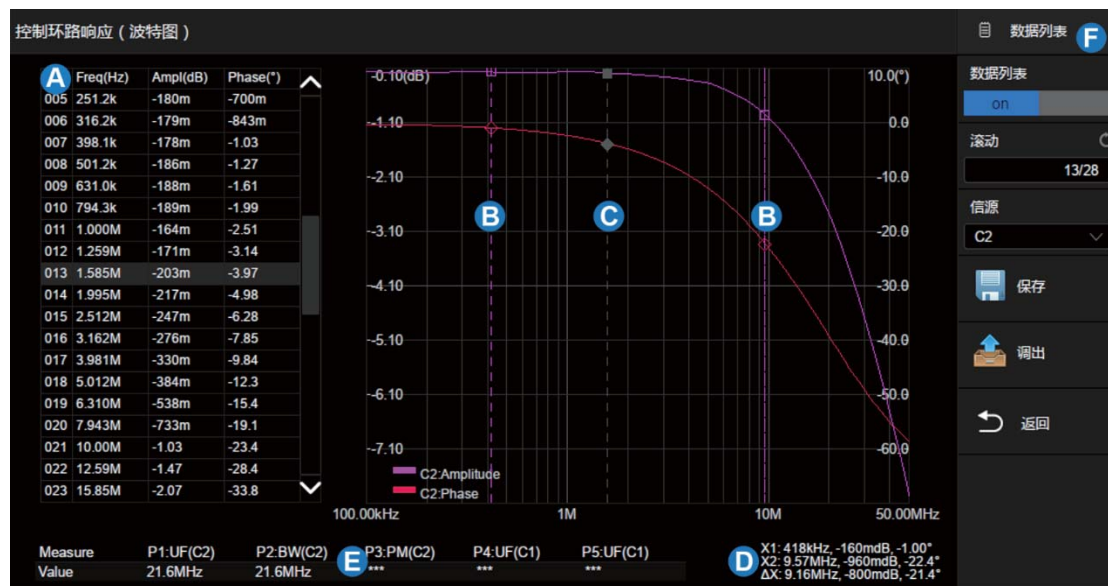 控制环路响应（波特图）
数据列表 F
A Freq(Hz) Ampl(dB) Phase(°)
005 251.2k -180m -700m
006 316.2k -179m -843m
007 398.1k -178m -1.03
008 501.2k -186m -1.27
009 631.0k -188m -1.61
010 794.3k -189m -1.99
011 1.000M -164m -2.51
012 1.259M -171m -3.14
013 1.585M -203m -3.97
014 1.995M -217m -4.98
015 2.512M -247m -6.28
016 3.162M -276m -7.85
017 3.981M -330m -9.84
018 5.012M -384m -12.3
019 6.310M -538m -15.4
020 7.943M -733m -19.1
021 10.00M -1.03 -23.4
022 12.59M -1.47 -28.4
023 15.85M -2.07 -33.8
-0.10(dB) 10.0(°)
-1.10 0.0
-2.10 -10.0
B C B
-3.10 -20.0
-4.10 -30.0
-5.10 -40.0
-6.10 -50.0
-7.10 -60.0
C2:Amplitude
C2:Phase
100.00kHz 1M 10M 50.00MHz
数据列表
on
滚动
13/28
信源
C2
保存
调出
返回
Measure P1:UF(C2) P2:BW(C2) E P3:PM(C2) P4:UF(C1) P5:UF(C1)
Value 21.6MHz 21.6MHz *** *** ***
D
X1: 418kHz, -160mdB, -1.00°
X2: 9.57MHz, -960mdB, -22.4°
ΔX: 9.16MHz, -800mdB, -21.4°